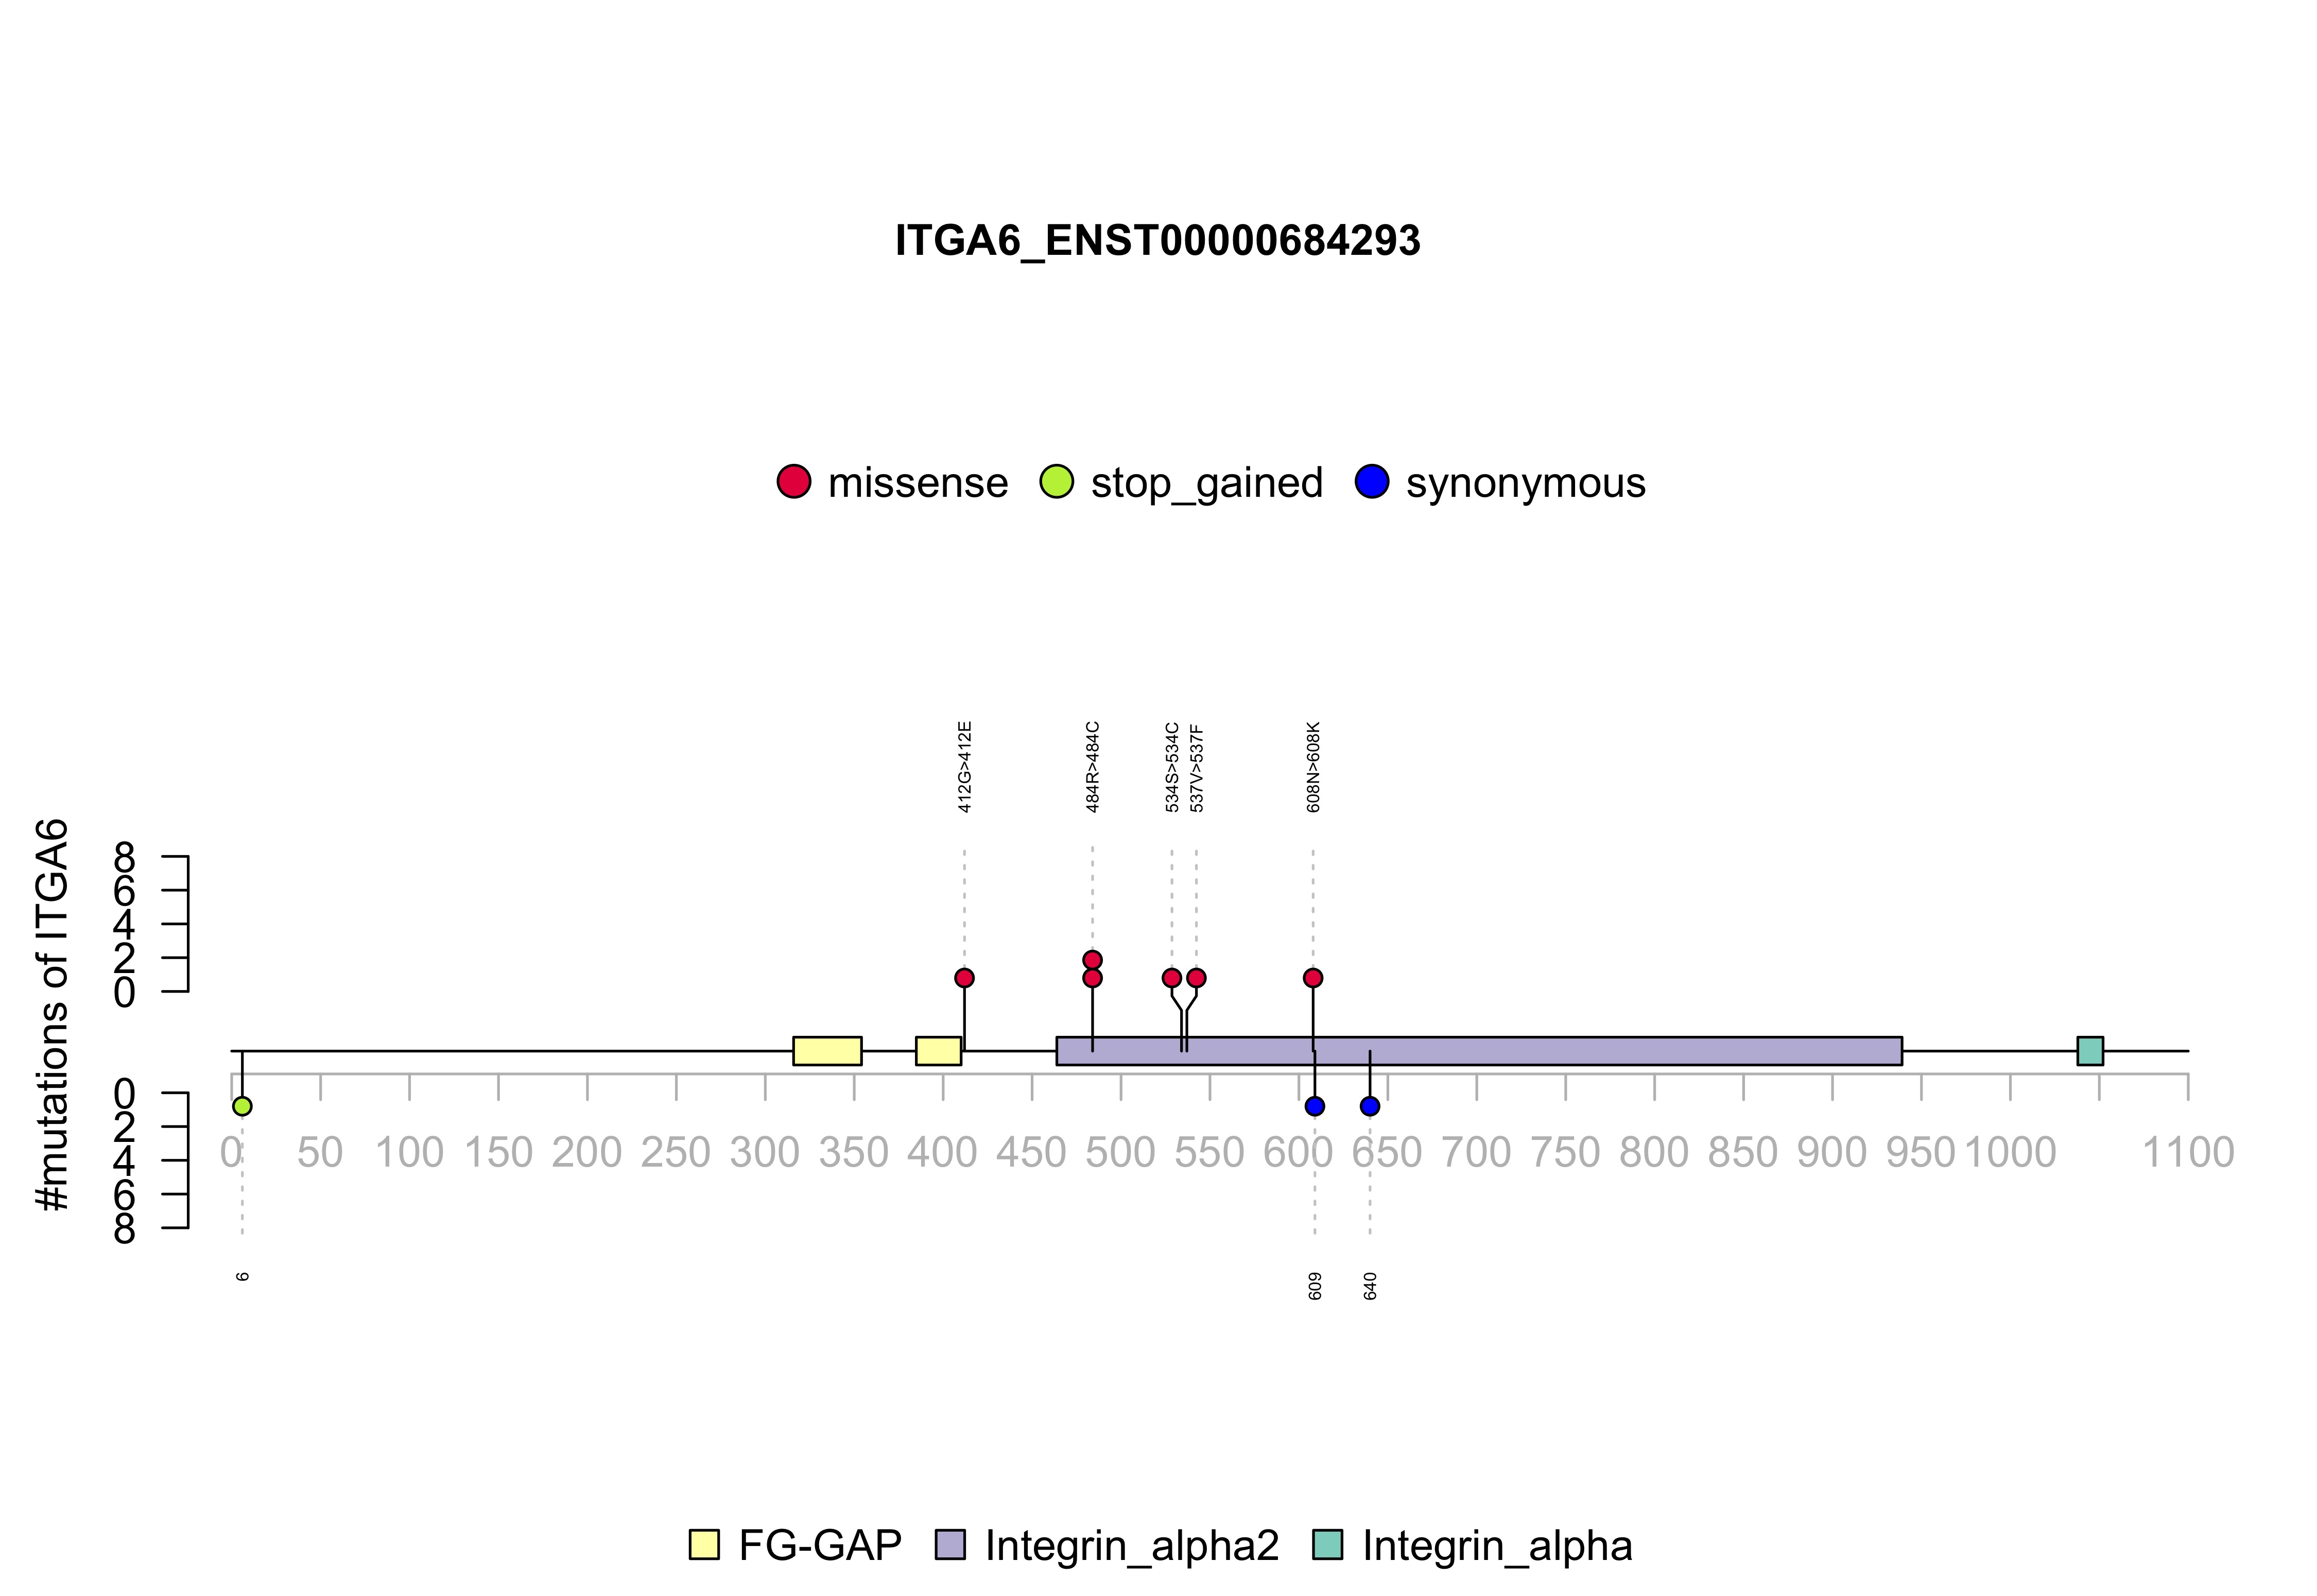 ITGA6_ENST00000684293
missense stop_gained synonymous
412G>412E
484R>484C
534S>534C
537V>537F
608N>608K
#mutations of ITGA6
8
6
4
2
0
0
2
4
6
8
0 50 100 150 200 250 300 350 400 450 500 550 600 650 700 750 800 850 900 950 1000 1100
6
609
640
FG-GAP Integrin_alpha2 Integrin_alpha